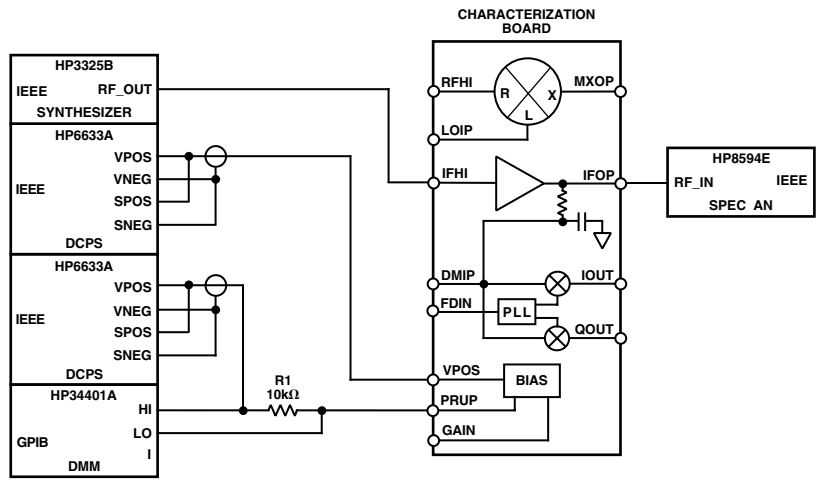 CHARACTERIZATION
BOARD
HP3325B
IEEE RF_OUT
SYNTHESIZER
HP6633A
VPOS
VNEG
IEEE
SPOS
SNEG
DCPS
HP6633A
VPOS
VNEG
IEEE
SPOS
SNEG
DCPS
HP34401A
HI
LO
GPIB
I
DMM
R1
10kΩ
RFHI
R
X
L
MXOP
LOIP
IFHI
IFOP
DMIP
IOUT
FDIN
PLL
QOUT
VPOS
BIAS
PRUP
GAIN
HP8594E
RF_IN IEEE
SPEC AN